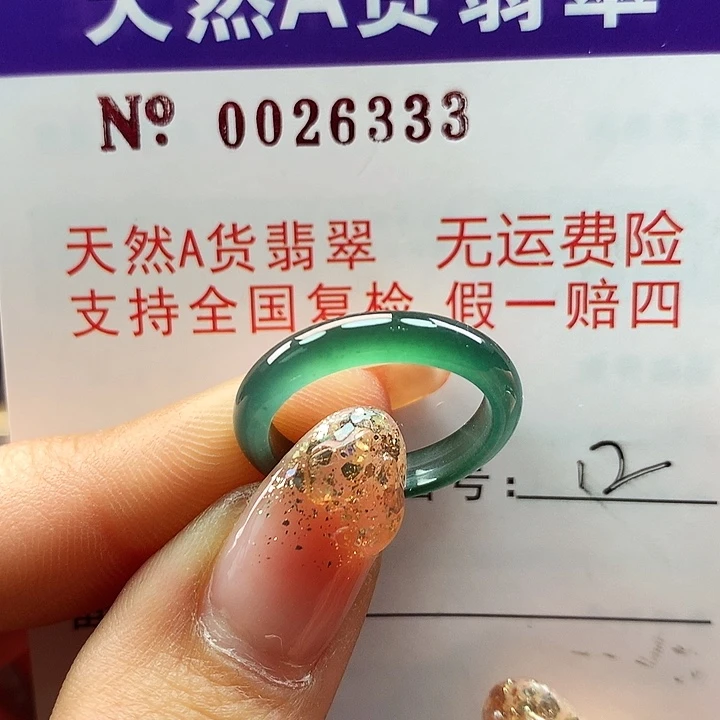 天然A货翡翠
№ 0026333
天然A货翡翠 无运费险
支持全国复检 假一赔四
号: 12